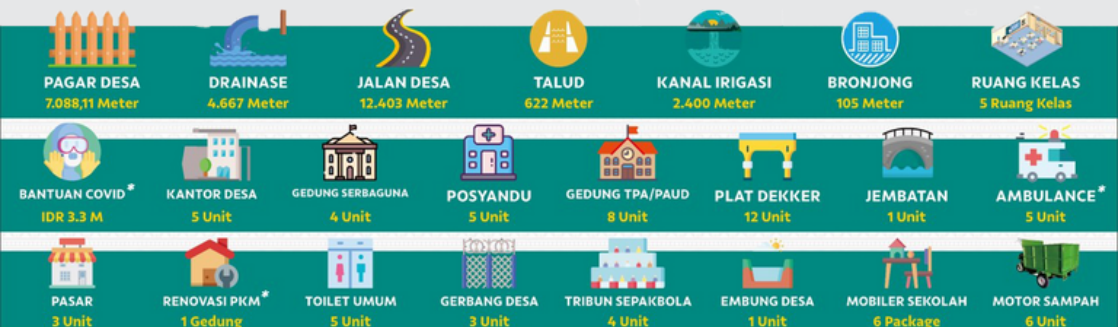 PAGAR DESA
7.088,11 Meter
DRAINASE
4.667 Meter
JALAN DESA
12.403 Meter
TALUD
622 Meter
KANAL IRIGASI
2.400 Meter
BRONJONG
105 Meter
RUANG KELAS
5 Ruang Kelas
BANTUAN COVID*
IDR 3.3 M
KANTOR DESA
5 Unit
GEDUNG SERBAGUNA
4 Unit
POSYANDU
5 Unit
GEDUNG TPA/PAUD
8 Unit
PLAT DEKKER
12 Unit
JEMBATAN
1 Unit
AMBULANCE*
5 Unit
PASAR
3 Unit
RENOVASI PKM*
1 Gedung
TOILET UMUM
5 Unit
GERBANG DESA
3 Unit
TRIBUN SEPAKBOLA
4 Unit
EMBUNG DESA
1 Unit
MOBILER SEKOLAH
6 Package
MOTOR SAMPAH
6 Unit